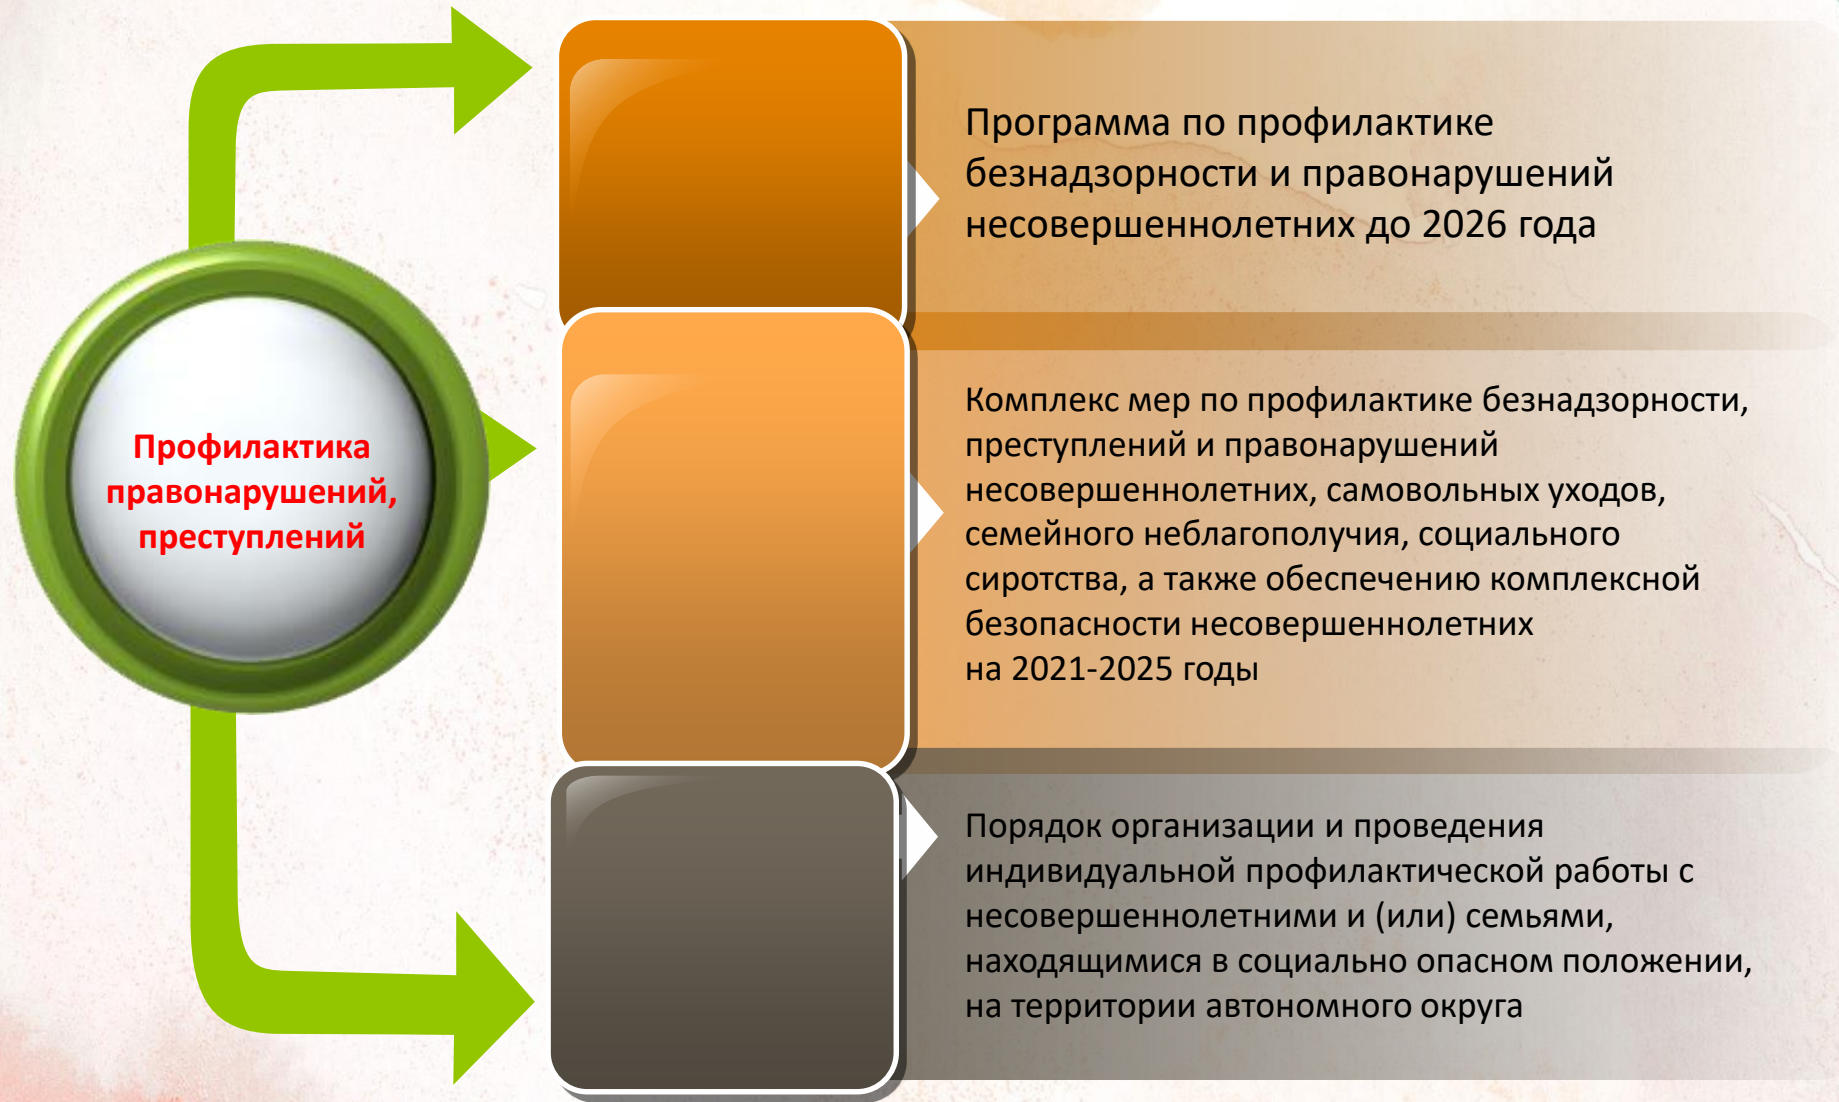 Профилактика
правонарушений,
преступлений
Программа по профилактике
безнадзорности и правонарушений
несовершеннолетних до 2026 года
Комплекс мер по профилактике безнадзорности,
преступлений и правонарушений
несовершеннолетних, самовольных уходов,
семейного неблагополучия, социального
сиротства, а также обеспечению комплексной
безопасности несовершеннолетних
на 2021-2025 годы
Порядок организации и проведения
индивидуальной профилактической работы с
несовершеннолетними и (или) семьями,
находящимися в социально опасном положении,
на территории автономного округа